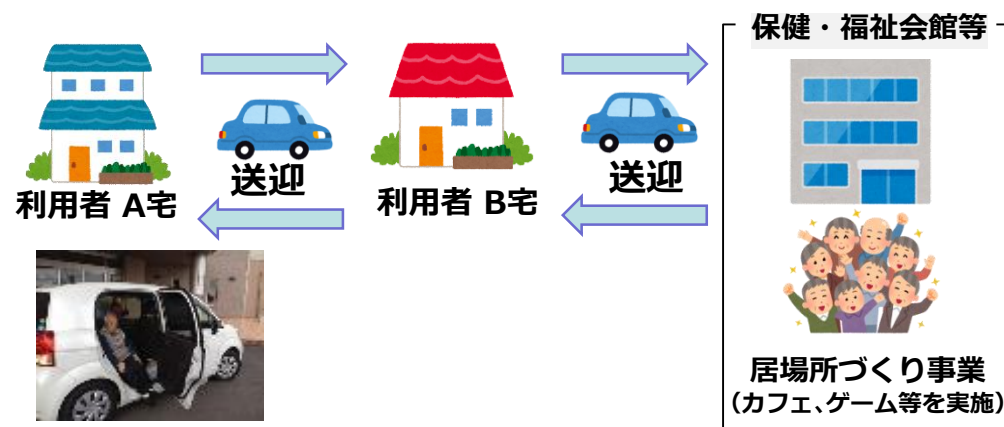 保健・福祉会館等
送迎
送迎
利用者 A宅
利用者 B宅
居場所づくり事業
（カフェ、ゲーム等を実施）